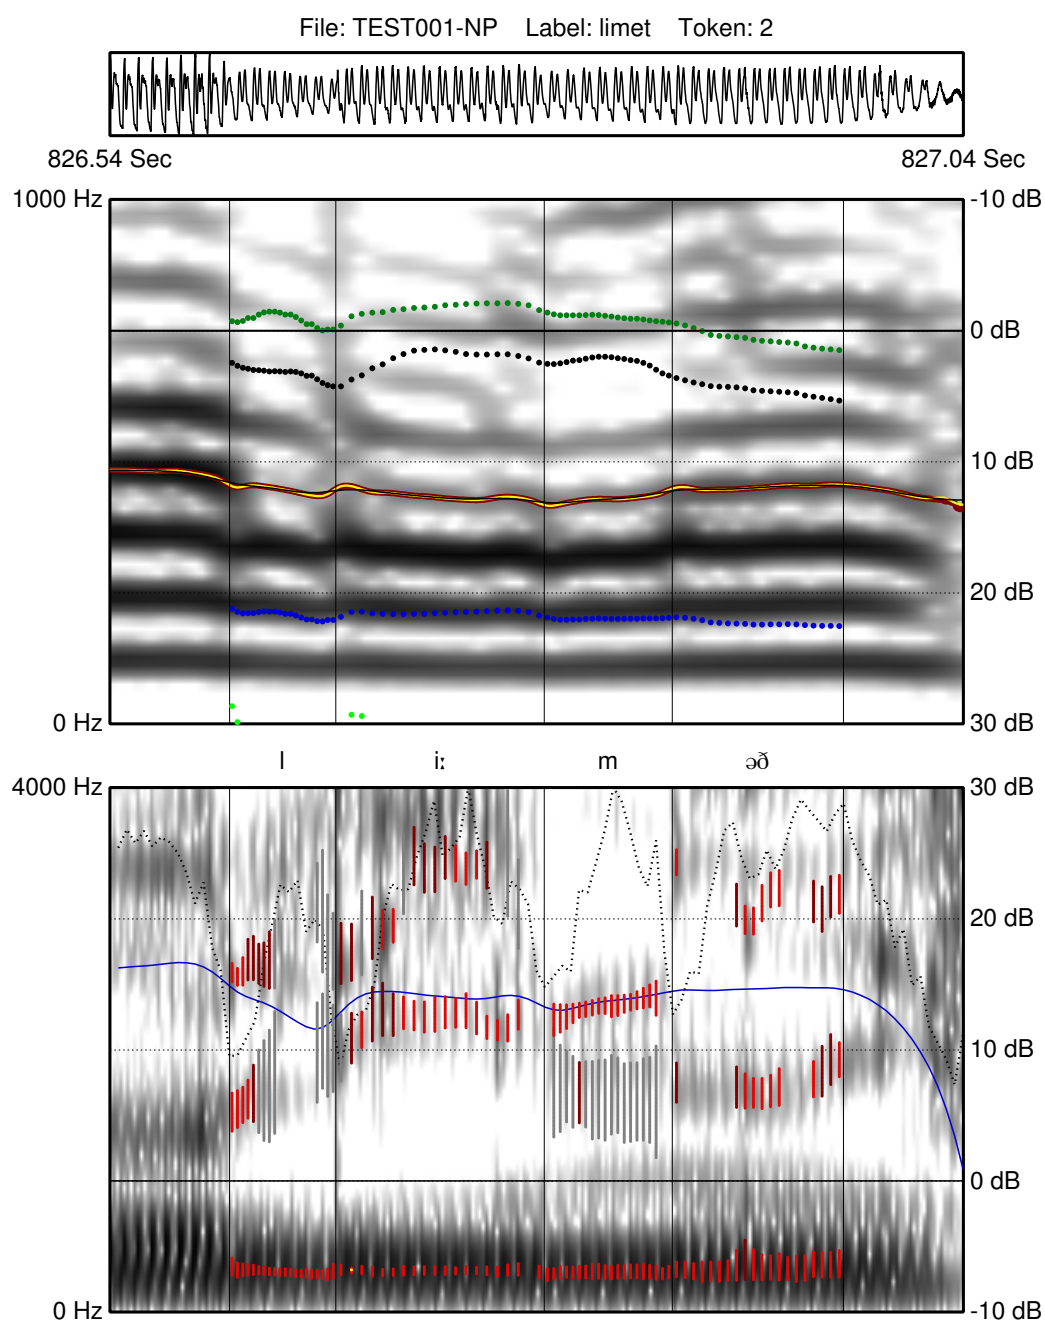 File: TEST001-NP    Label: limet    Token: 2
826.54 Sec    827.04 Sec
1000 Hz    -10 dB
0 dB
10 dB
20 dB
0 Hz    30 dB
l    iː    m    əð
4000 Hz    30 dB
20 dB
10 dB
0 dB
0 Hz    -10 dB